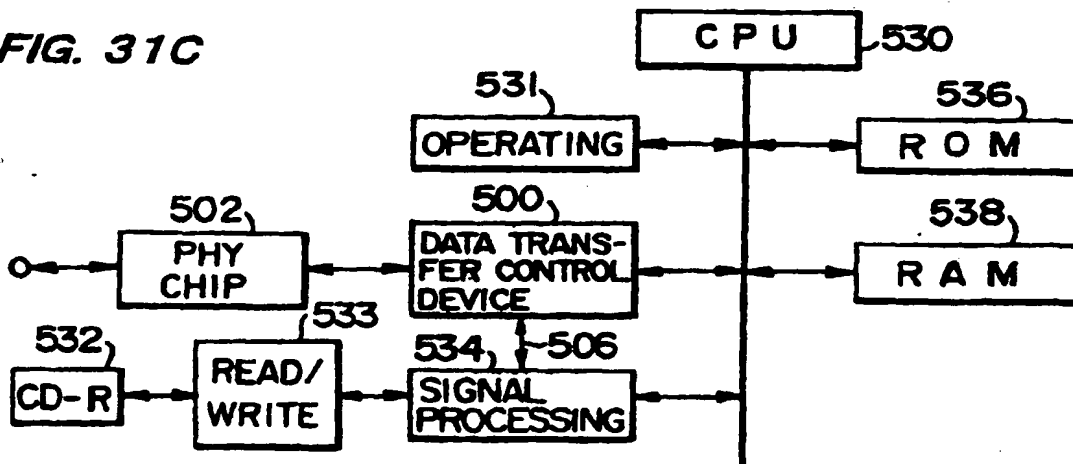 FIG. 31C
CPU
530
531
OPERATING
536
ROM
502
PHY
CHIP
500
DATA TRANS-
FER CONTROL
DEVICE
538
RAM
532
CD-R
533
READ/
WRITE
534
506
SIGNAL
PROCESSING